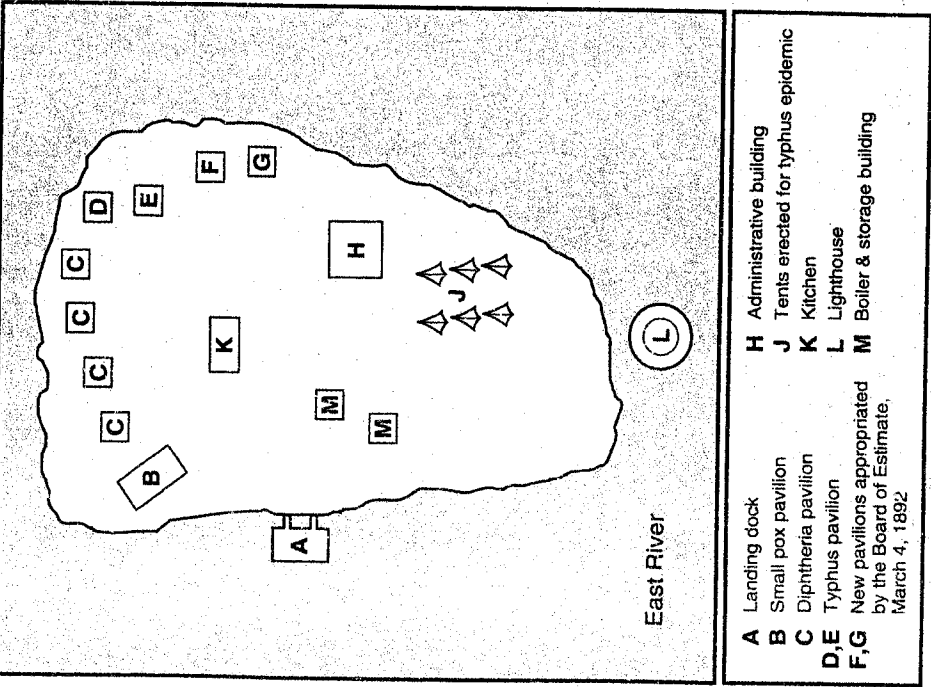 C
C
C
D
C
E
B
F
K
G
A
M
H
M
J
East River
L
A Landing dock
B Small pox pavilion
C Diphtheria pavilion
D,E Typhus pavilion
F,G New pavilions appropriated
by the Board of Estimate,
March 4, 1892
H Administrative building
J Tents erected for typhus epidemic
K Kitchen
L Lighthouse
M Boiler & storage building